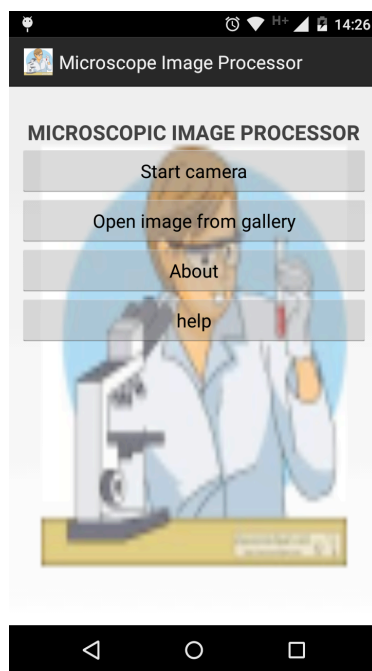 H+ 14:26
Microscope Image Processor
MICROSCOPIC IMAGE PROCESSOR
Start camera
Open image from gallery
About
help